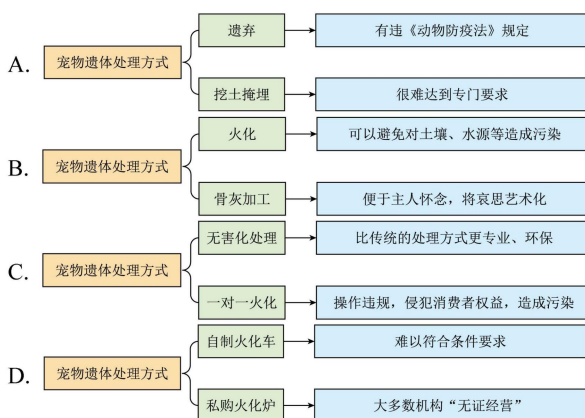 A.
宠物遗体处理方式
遗弃
有违《动物防疫法》规定
挖土掩埋
很难达到专门要求
B.
宠物遗体处理方式
火化
可以避免对土壤、水源等造成污染
骨灰加工
便于主人怀念，将哀思艺术化
C.
宠物遗体处理方式
无害化处理
比传统的处理方式更专业、环保
一对一火化
操作违规，侵犯消费者权益，造成污染
D.
宠物遗体处理方式
自制火化车
难以符合条件要求
私购火化炉
大多数机构“无证经营”